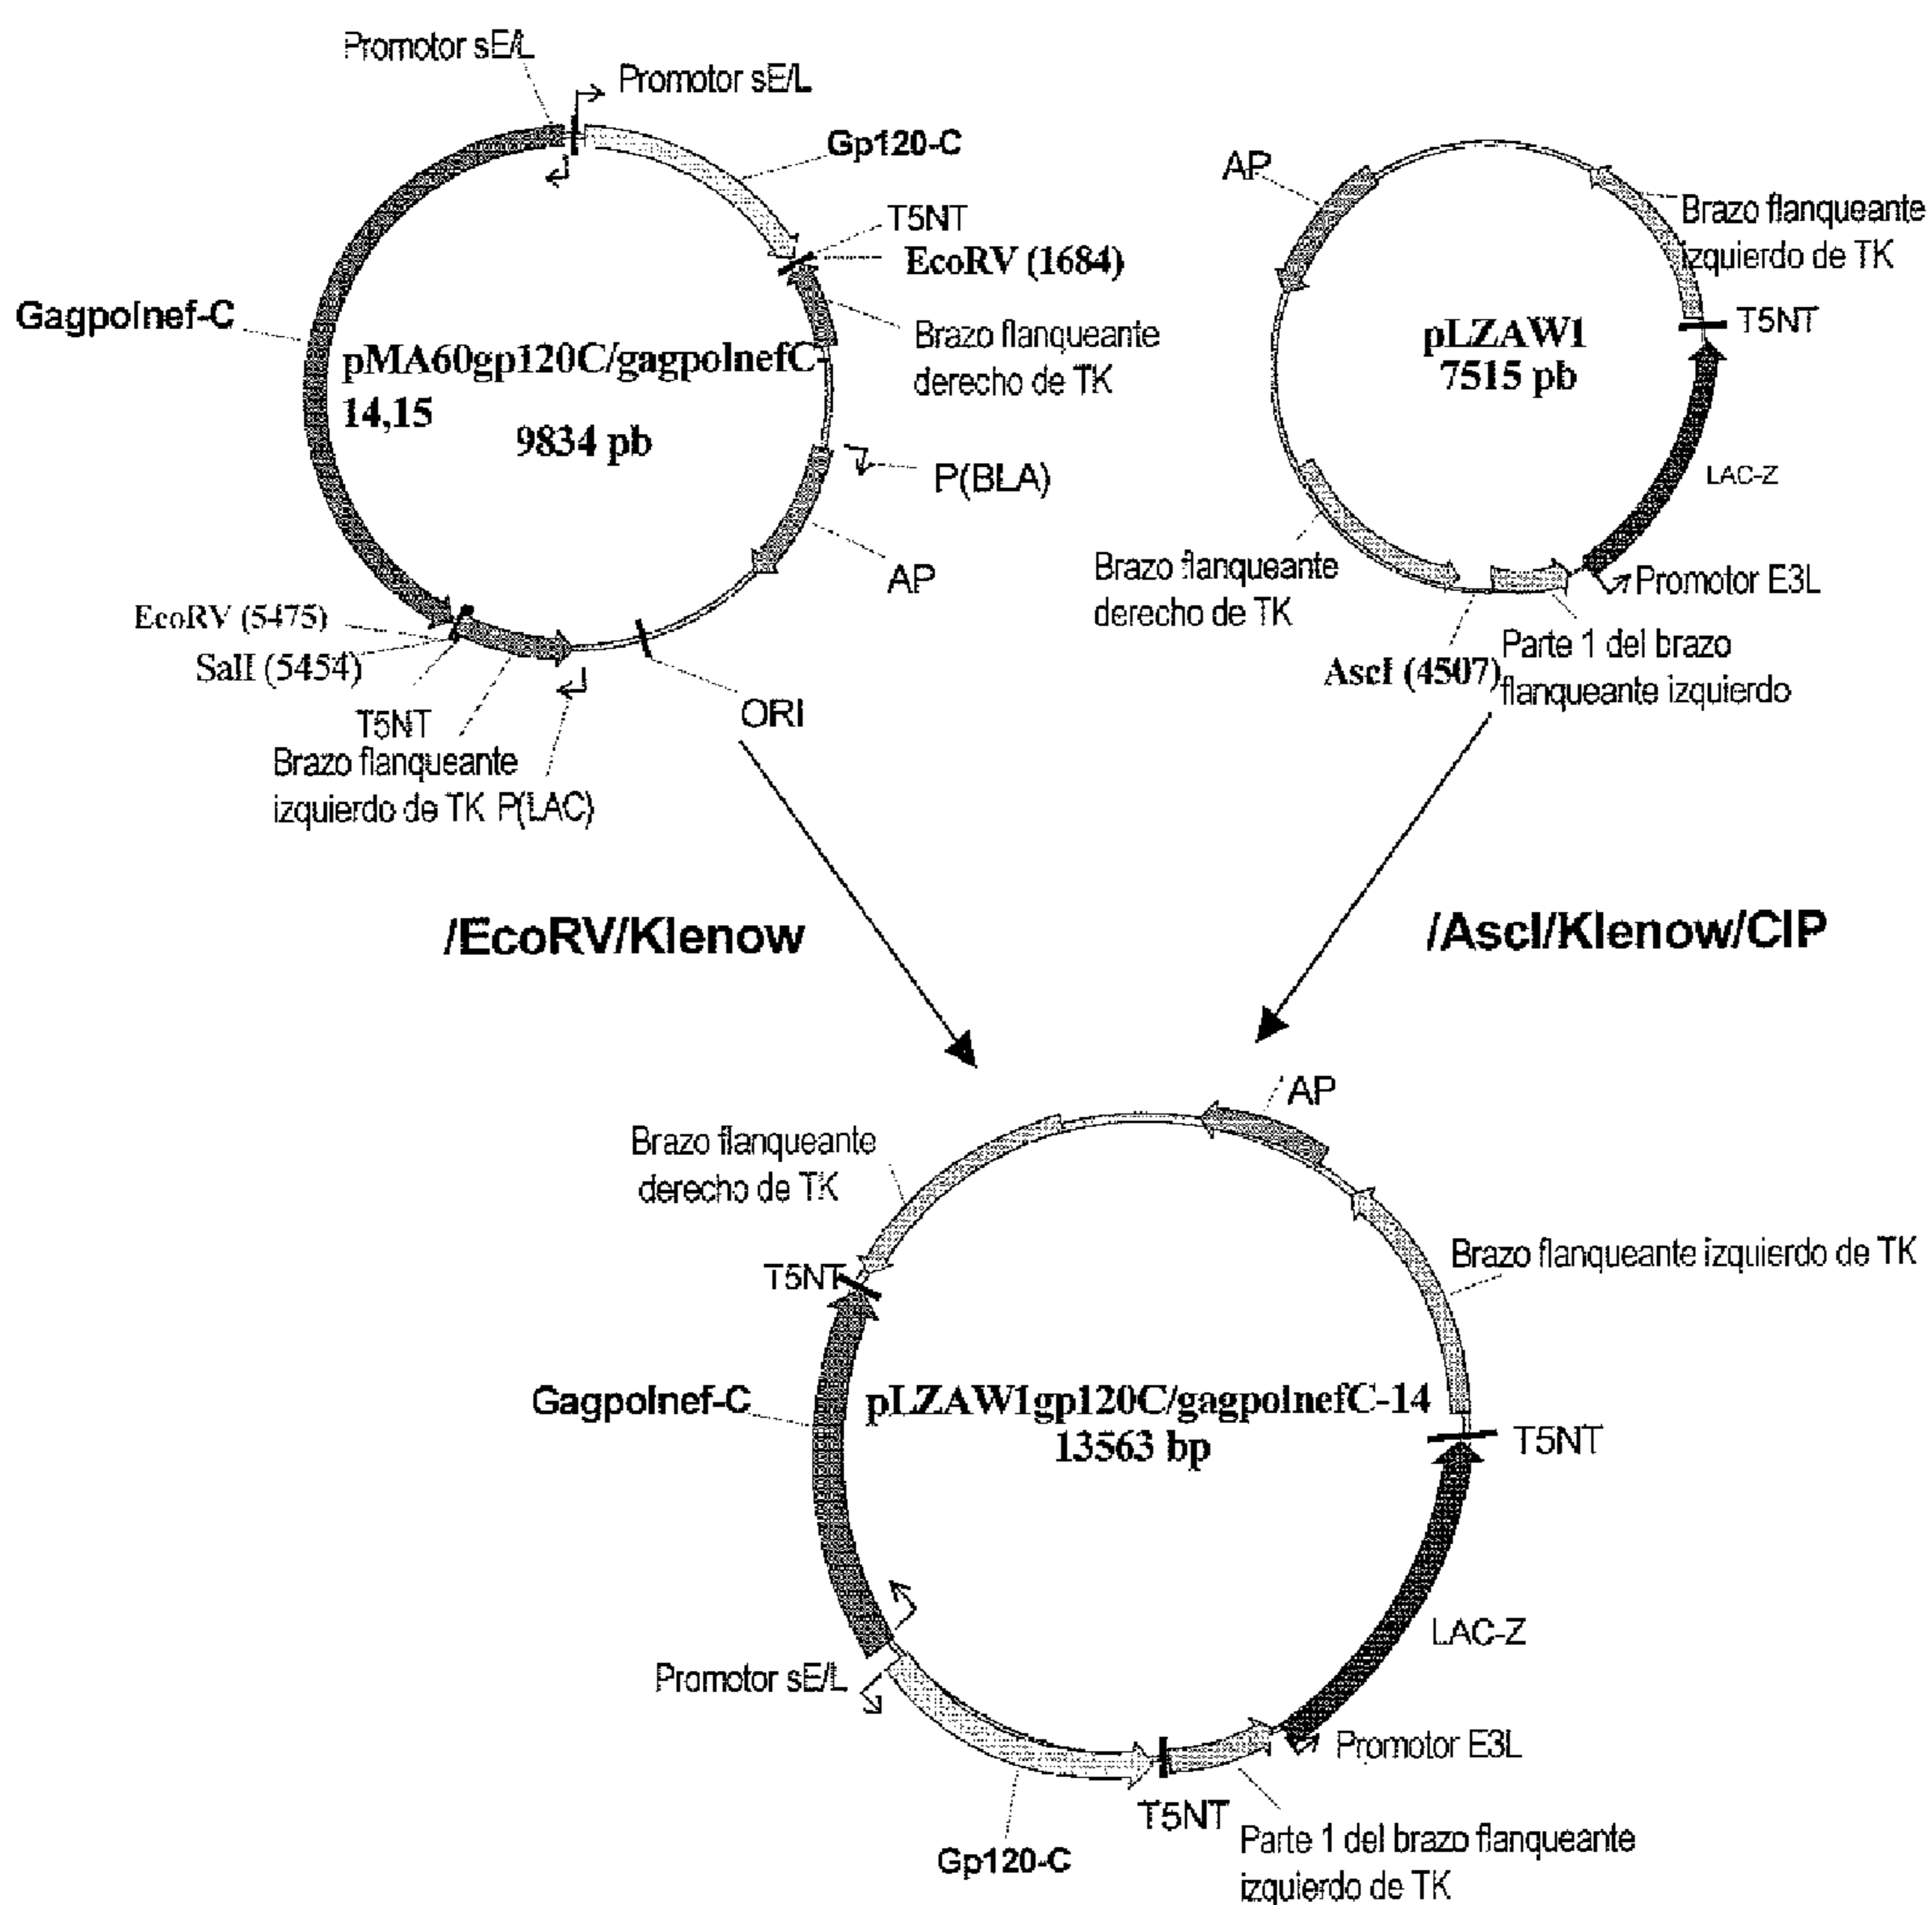 Promotor sE/L
Promotor sE/L
Gp120-C
T5NT
EcoRV (1684)
Gagpolnef-C
pMA60gp120C/gagpolnefC-
14,15
9834 pb
Brazo flanqueante
derecho de TK
P(BLA)
AP
EcoRV (5475)
SalI (5454)
T5NT
Brazo flanqueante
izquierdo de TK P(LAC)
ORI
AP
Brazo flanqueante
izquierdo de TK
T5NT
pLZAW1
7515 pb
LAC-Z
Brazo flanqueante
derecho de TK
Promotor E3L
AscI (4507)
Parte 1 del brazo
flanqueante izquierdo
/EcoRV/Klenow
/AscI/Klenow/CIP
AP
Brazo flanqueante
derecho de TK
Brazo flanqueante izquierdo de TK
T5NT
Gagpolnef-C
pLZAW1gp120C/gagpolnefC-14
13563 bp
T5NT
LAC-Z
Promotor sE/L
Promotor E3L
T5NT
Gp120-C
Parte 1 del brazo flanqueante
izquierdo de TK